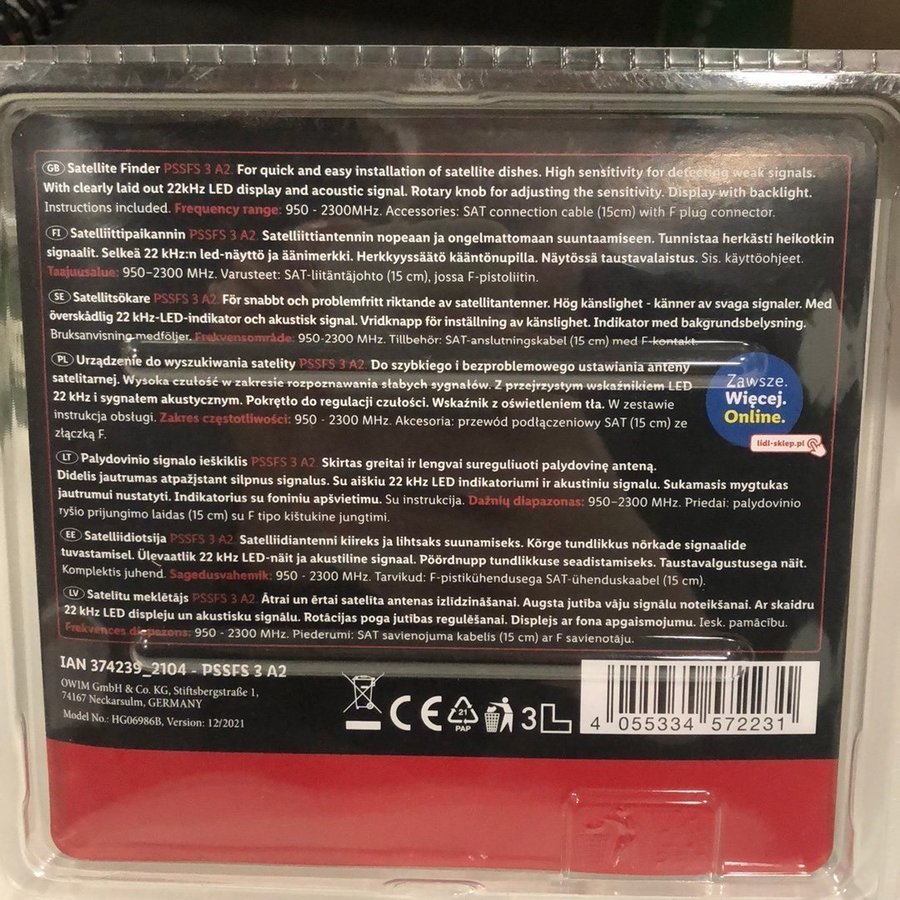 GB Satellite Finder PSSFS 3 A2. For quick and easy installation of satellite dishes. High sensitivity for detecting weak signals.
With clearly laid out 22kHz LED display and acoustic signal. Rotary knob for adjusting the sensitivity. Display with backlight.
Instructions included. Frequency range: 950 - 2300MHz. Accessories: SAT connection cable (15cm) with F plug connector.
FI Satelliittipaikannin PSSFS 3 A2. Satelliittiantennin nopeaan ja ongelmattomaan suuntaamiseen. Tunnistaa herkästi heikotkin
signaalit. Selkeä 22 kHz:n led-näyttö ja äänimerkki. Herkkyyssäätö kääntönupilla. Näytössä taustavalaistus. Sis. käyttöohjeet.
Taajuusalue: 950–2300 MHz. Varusteet: SAT-liitäntäjohto (15 cm), jossa F-pistoliitin.
SE Satellitsökare PSSFS 3 A2. För snabbt och problemfritt riktande av satellitantenner. Hög känslighet - känner av svaga signaler. Med
överskådlig 22 kHz-LED-indikator och akustisk signal. Vridknapp för inställning av känslighet. Indikator med bakgrundsbelysning.
Bruksanvisning medföljer. Frekvensområde: 950-2300 MHz. Tillbehör: SAT-anslutningskabel (15 cm) med F-kontakt.
PL Urządzenie do wyszukiwania satelity PSSFS 3 A2. Do szybkiego i bezproblemowego ustawiania anteny
satelitarnej. Wysoka czułość w zakresie rozpoznawania słabych sygnałów. Z przejrzystym wskaźnikiem LED
22 kHz i sygnałem akustycznym. Pokrętło do regulacji czułości. Wskaźnik z oświetleniem tła. W zestawie
instrukcja obsługi. Zakres częstotliwości: 950 - 2300 MHz. Akcesoria: przewód podłączeniowy SAT (15 cm) ze
złączką F.
Zawsze.
Więcej.
Online.
lidl-sklep.pl
LT Palydovinio signalo ieškiklis PSSFS 3 A2. Skirtas greitai ir lengvai sureguliuoti palydovinę anteną.
Didelis jautrumas atpažįstant silpnus signalus. Su aiškiu 22 kHz LED indikatoriumi ir akustiniu signalu. Sukamasis mygtukas
jautrumui nustatyti. Indikatorius su foniniu apšvietimu. Su instrukcija. Dažnių diapazonas: 950–2300 MHz. Priedai: palydovinio
ryšio prijungimo laidas (15 cm) su F tipo kištukine jungtimi.
EE Satelliidiotsija PSSFS 3 A2. Satelliidiantenni kiireks ja lihtsaks suunamiseks. Kõrge tundlikkus nõrkade signaalide
tuvastamisel. Ülevaatlik 22 kHz LED-näit ja akustiline signaal. Pöördnupp tundlikkuse seadistamiseks. Taustavalgustusega näit.
Komplektis juhend. Sagedusvahemik: 950 - 2300 MHz. Tarvikud: F-pistikühendusega SAT-ühenduskaabel (15 cm).
LV Satelītu meklētājs PSSFS 3 A2. Ātrai un ērtai satelīta antenas izlīdzināšanai. Augsta jutība vāju signālu noteikšanai. Ar skaidru
22 kHz LED displeju un akustisku signālu. Rotācijas poga jutības regulēšanai. Displejs ar fona apgaismojumu. Iesk. pamācību.
Frekvences diapazons: 950 - 2300 MHz. Piederumi: SAT savienojuma kabelis (15 cm) ar F savienotāju.
IAN 374239_2104 - PSSFS 3 A2
OWIM GmbH & Co. KG, Stiftsbergstraße 1,
74167 Neckarsulm, GERMANY
Model No.: HG06986B, Version: 12/2021
CE
21
PAP
3L
4 055334 572231